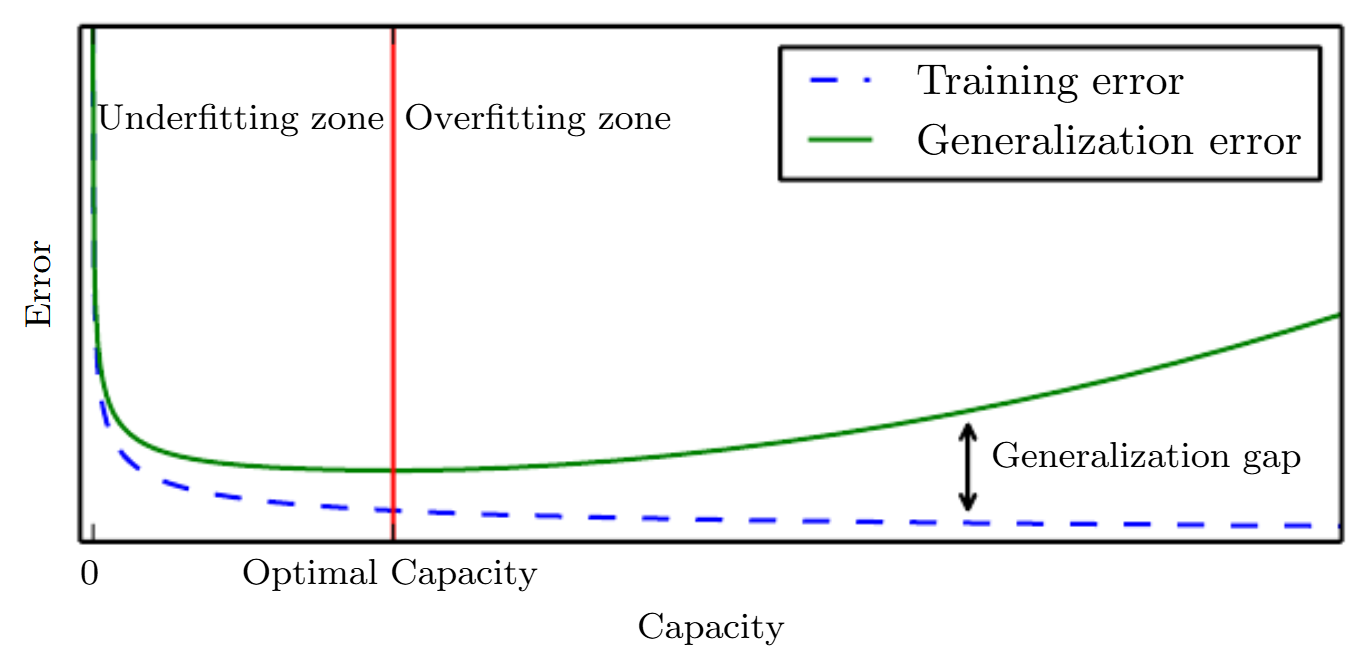 Training error
Generalization error
Underfitting zone
Overfitting zone
Error
Generalization gap
0
Optimal Capacity
Capacity